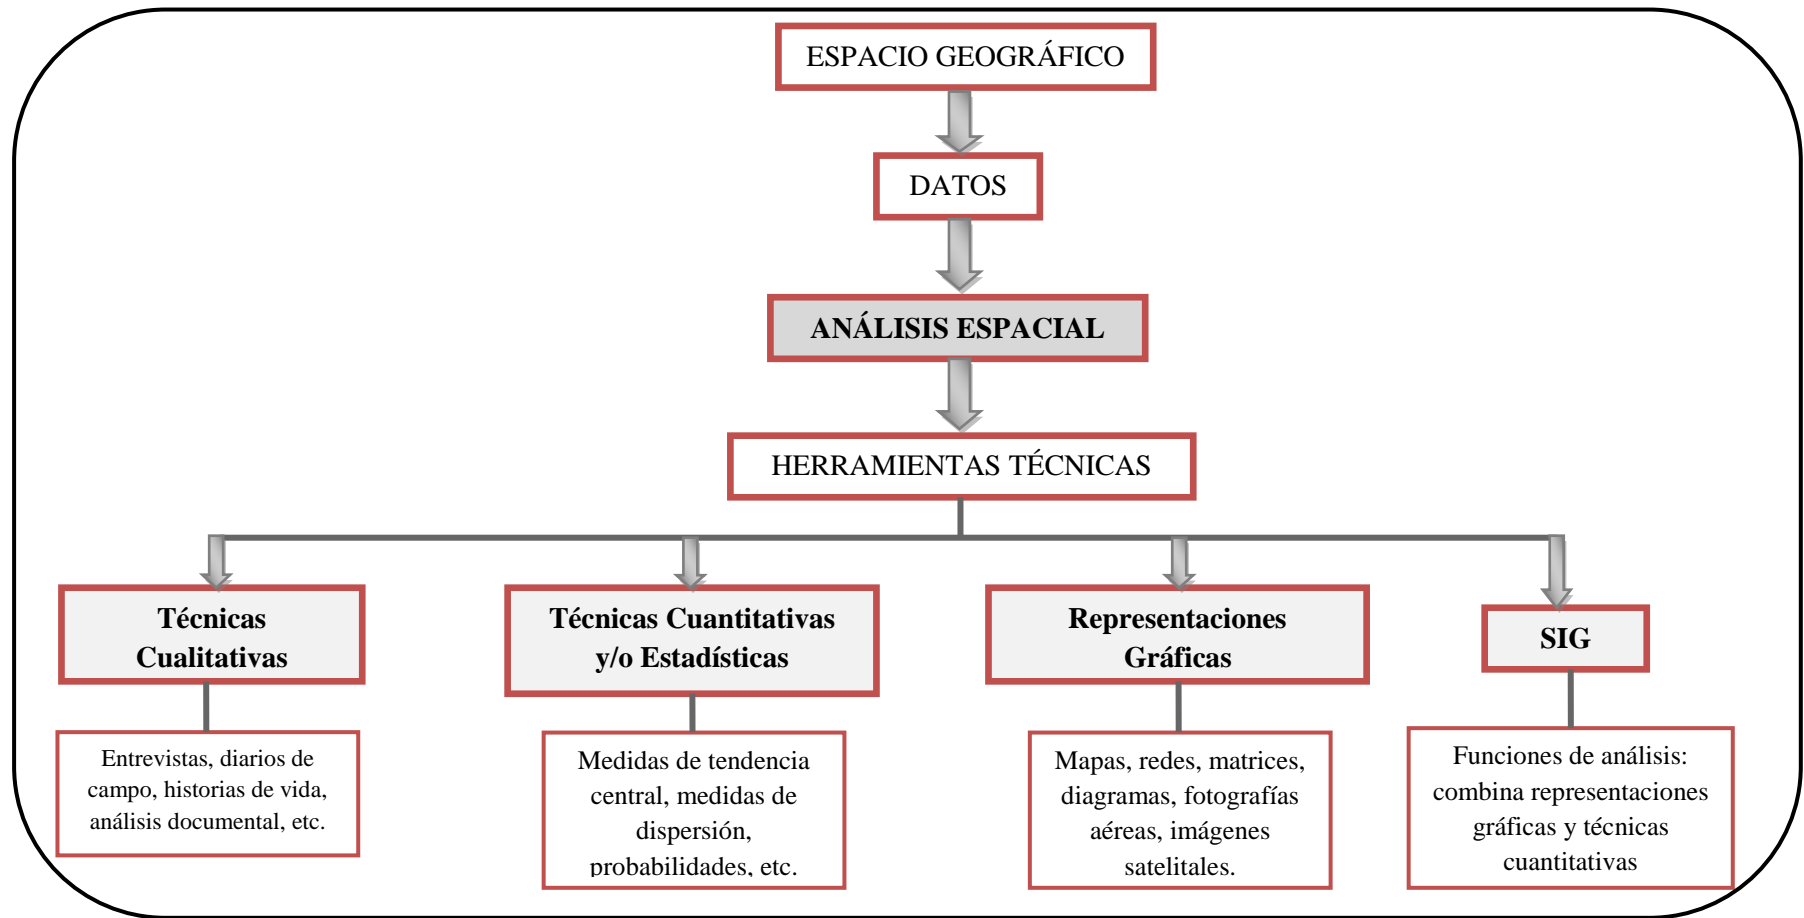 ESPACIO GEOGRÁFICO
DATOS
ANÁLISIS ESPACIAL
HERRAMIENTAS TÉCNICAS
Técnicas
Cualitativas
Técnicas Cuantitativas
y/o Estadísticas
Representaciones
Gráficas
SIG
Entrevistas, diarios de
campo, historias de vida,
análisis documental, etc.
Medidas de tendencia
central, medidas de
dispersión,
probabilidades, etc.
Mapas, redes, matrices,
diagramas, fotografías
aéreas, imágenes
satelitales.
Funciones de análisis:
combina representaciones
gráficas y técnicas
cuantitativas